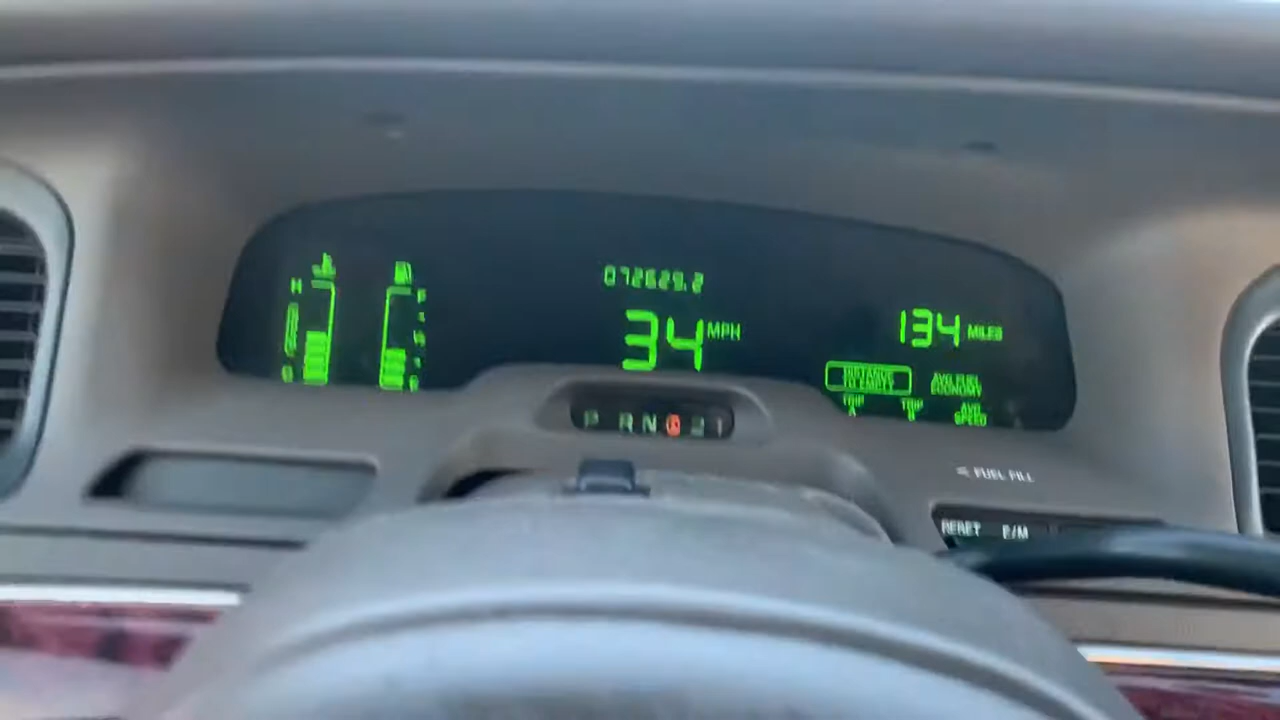 072629.2
H
34 MPH
134 MILES
DISTANCE
TO EMPTY
AVG FUEL
ECONOMY
TRIP
A
TRIP
B
AVG
SPEED
P R N D 2 1
< FUEL FILL
RESET E/M